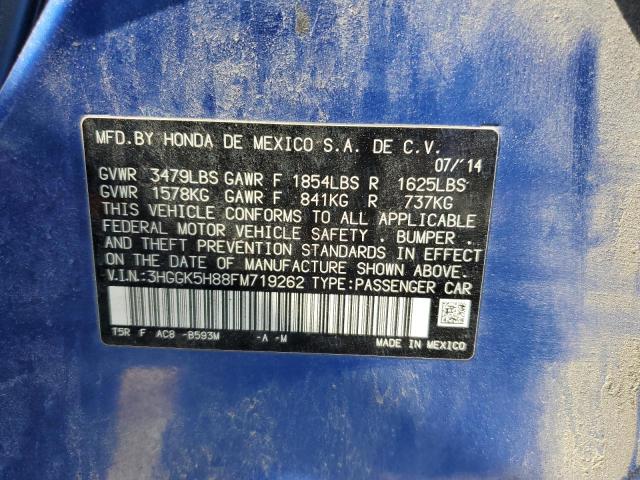 MFD.BY HONDA DE MEXICO S.A. DE C.V.
07/'14
GVWR 3479LBS GAWR F 1854LBS R 1625LBS
GVWR 1578KG GAWR F 841KG R 737KG
THIS VEHICLE CONFORMS TO ALL APPLICABLE
FEDERAL MOTOR VEHICLE SAFETY . BUMPER .
AND THEFT PREVENTION STANDARDS IN EFFECT
ON THE DATE OF MANUFACTURE SHOWN ABOVE.
V.I.N.:3HGGK5H88FM719262 TYPE:PASSENGER CAR
T5R F AC8 -B593M -A -M MADE IN MEXICO